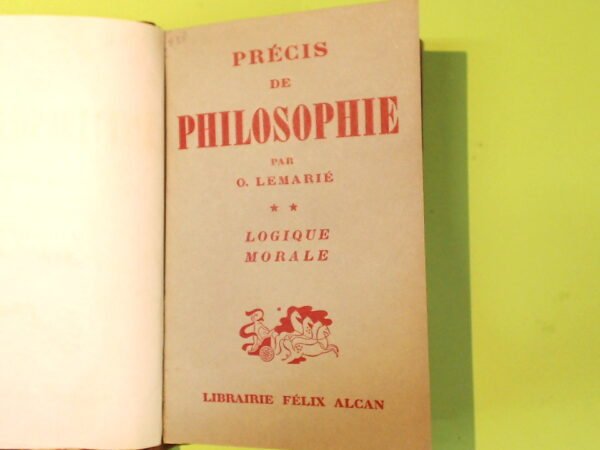 PRÉCIS
DE
PHILOSOPHIE
PAR
O. LEMARIÉ
★ ★
LOGIQUE
MORALE
LIBRAIRIE FÉLIX ALCAN